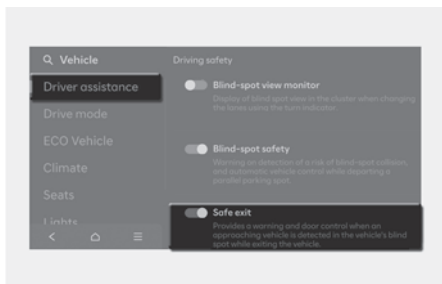 Vehicle
Driving safety
Driver assistance
Blind-spot view monitor
Display of blind spot view in the cluster when changing
the lanes using the turn indicator.
Drive mode
ECO Vehicle
Blind-spot safety
Warning on detection of a risk of blind-spot collision,
and automatic vehicle control while departing a
parallel parking spot.
Climate
Seats
Lights
Safe exit
Provides a warning and door control when an
approaching vehicle is detected in the vehicle's blind
spot while exiting the vehicle.